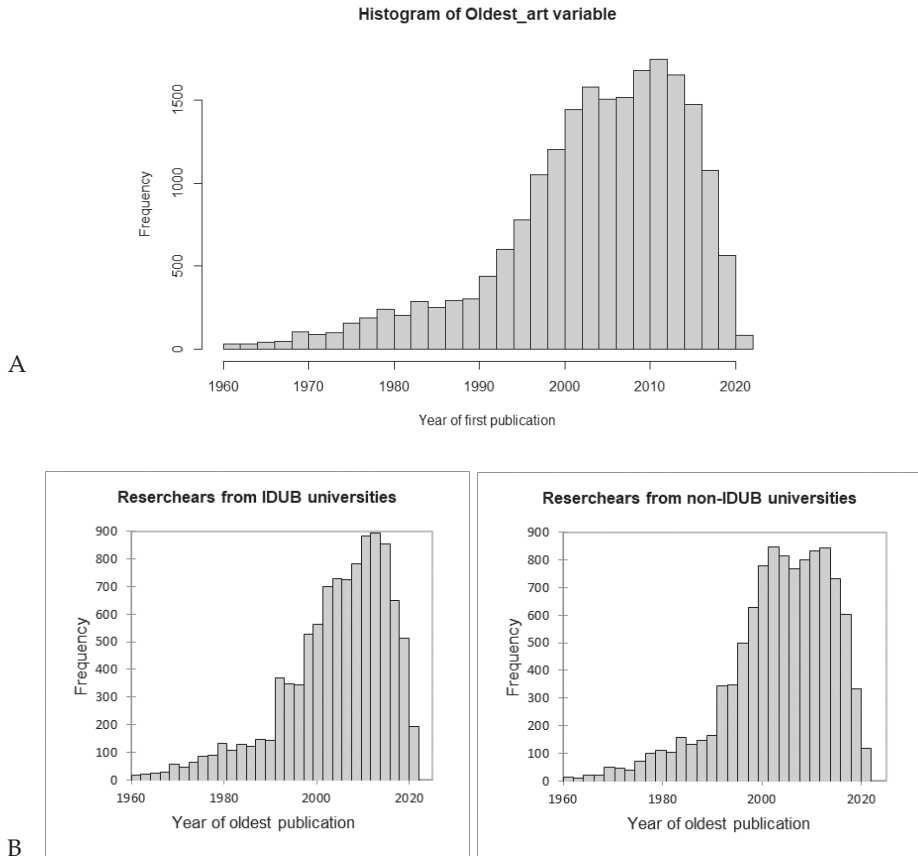 Histogram of Oldest_art variable
Frequency
1500
1000
500
0
1960 1970 1980 1990 2000 2010 2020
Year of first publication
A
Reserchears from IDUB universities
Frequency
900
800
700
600
500
400
300
200
100
0
1960 1980 2000 2020
Year of oldest publication
Reserchears from non-IDUB universities
Frequency
900
800
700
600
500
400
300
200
100
0
1960 1980 2000 2020
Year of oldest publication
B